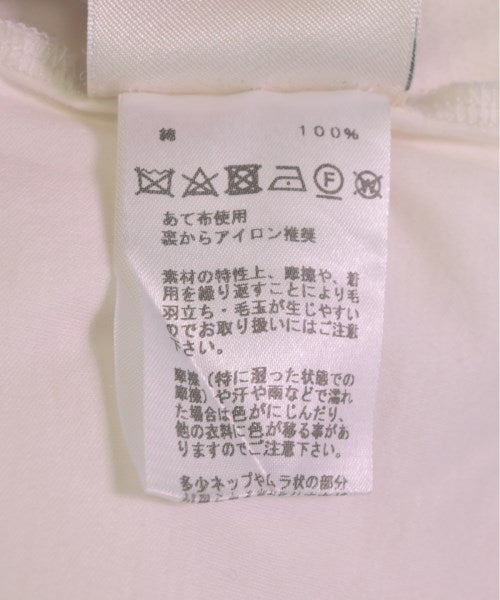 綿 100%
F W
あて布使用
裏からアイロン推奨
素材の特性上、摩擦や、着
用を繰り返すことにより毛
羽立ち・毛玉が生じやすい
のでお取り扱いにはご注意
下さい。
摩擦（特に湿った状態での
摩擦）や汗や雨などで濡れ
た場合は色がにじんだり、
他の衣料に色が移る事があ
りますのでご注意下さい。
多少ネップやムラ状の部分